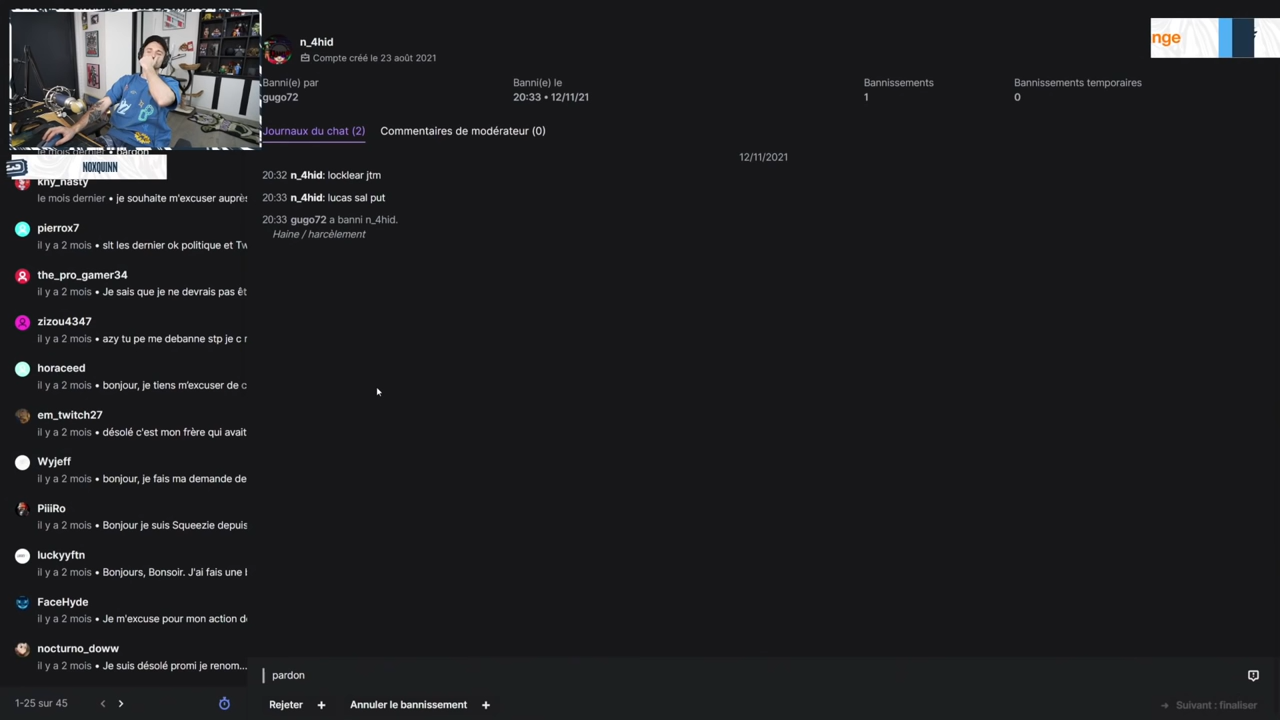 n_4hid
Compte créé le 23 août 2021
nge
Banni(e) par
gugo72
Banni(e) le
20:33 • 12/11/21
Bannissements
1
Bannissements temporaires
0
Journaux du chat (2)
Commentaires de modérateur (0)
12/11/2021
20:32 n_4hid: locklear jtm
20:33 n_4hid: lucas sal put
20:33 gugo72 a banni n_4hid.
Haine / harcèlement
NOXQUINN
le mois dernier • pardon
kny_nasty
le mois dernier • je souhaite m'excuser auprès
pierrox7
il y a 2 mois • slt les dernier ok politique et Tw
the_pro_gamer34
il y a 2 mois • Je sais que je ne devrais pas êt
zizou4347
il y a 2 mois • azy tu pe me debanne stp je c r
horaceed
il y a 2 mois • bonjour, je tiens m'excuser de c
em_twitch27
il y a 2 mois • désolé c'est mon frère qui avait
Wyjeff
il y a 2 mois • bonjour, je fais ma demande de
PiiiRo
il y a 2 mois • Bonjour je suis Squeezie depuis
luckyyftn
il y a 2 mois • Bonjours, Bonsoir. J'ai fais une b
FaceHyde
il y a 2 mois • Je m'excuse pour mon action de
nocturno_doww
il y a 2 mois • Je suis désolé promi je renom...
1-25 sur 45
pardon
Rejeter +
Annuler le bannissement +
Suivant : finaliser